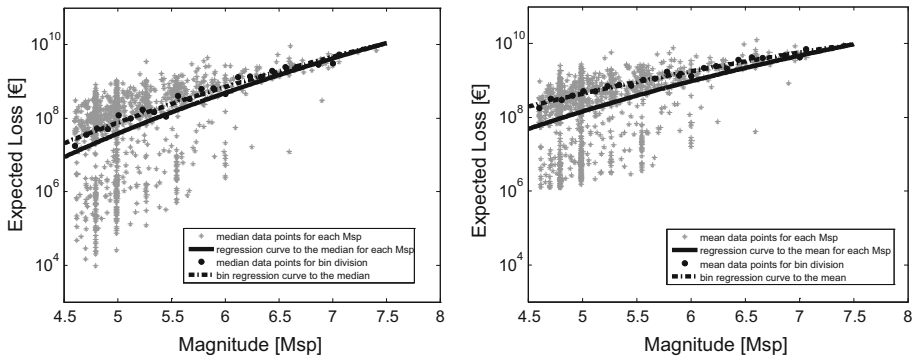 Expected Loss [€]
10^10
10^8
10^6
10^4
median data points for each Msp
regression curve to the median for each Msp
median data points for bin division
bin regression curve to the median
4.5 5 5.5 6 6.5 7 7.5 8
Magnitude [Msp]
Expected Loss [€]
10^10
10^8
10^6
10^4
mean data points for each Msp
regression curve to the mean for each Msp
mean data points for bin division
bin regression curve to the mean
4.5 5 5.5 6 6.5 7 7.5 8
Magnitude [Msp]